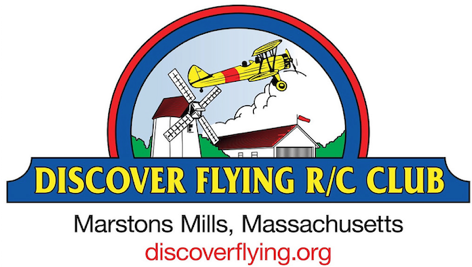 DISCOVER FLYING R/C CLUB
Marstons Mills, Massachusetts
discoverflying.org